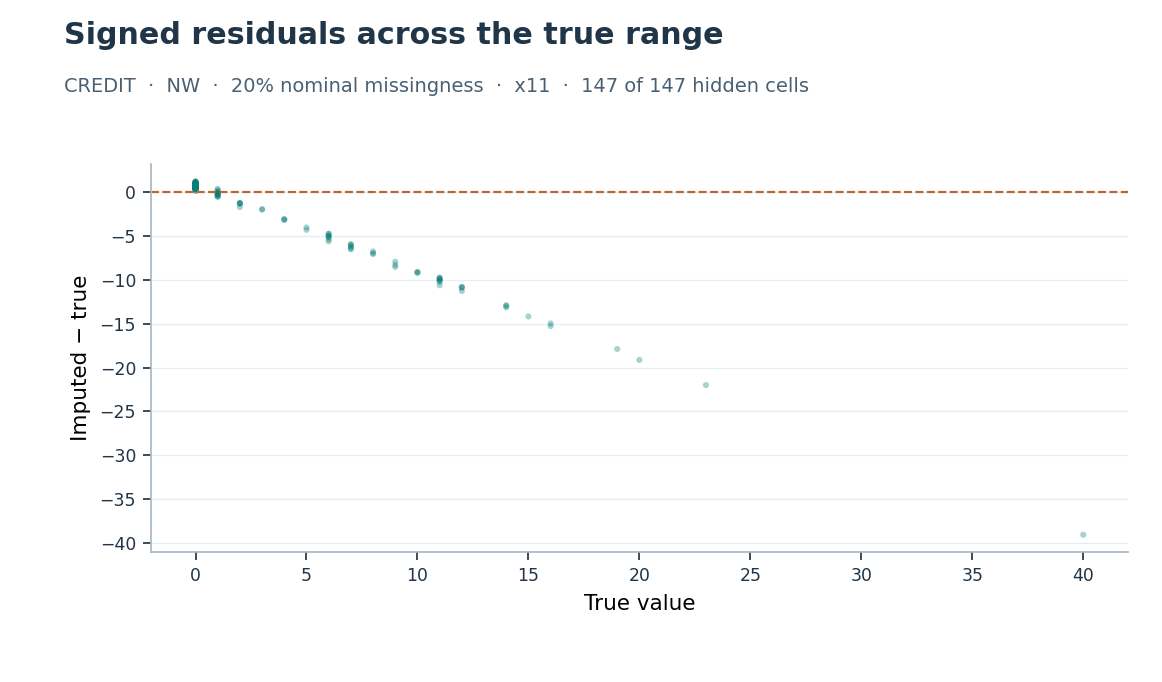 Signed residuals across the true range
CREDIT · NW · 20% nominal missingness · x11 · 147 of 147 hidden cells
Imputed − true
0
−5
−10
−15
−20
−25
−30
−35
−40
0 5 10 15 20 25 30 35 40
True value